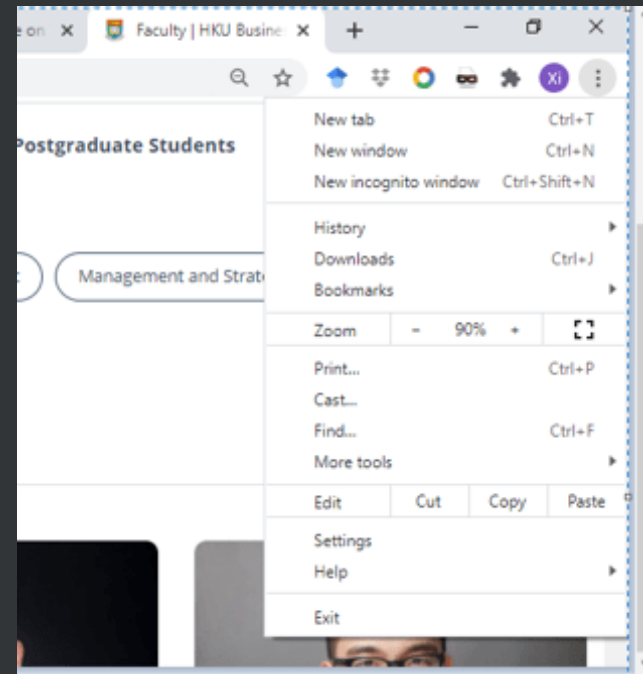 e on
Faculty | HKU Busine
Xi
New tab Ctrl+T
Postgraduate Students
New window Ctrl+N
New incognito window Ctrl+Shift+N
History
Downloads Ctrl+J
Management and Strate
Bookmarks
Zoom - 90% +
Print... Ctrl+P
Cast...
Find... Ctrl+F
More tools
Edit Cut Copy Paste
Settings
Help
Exit